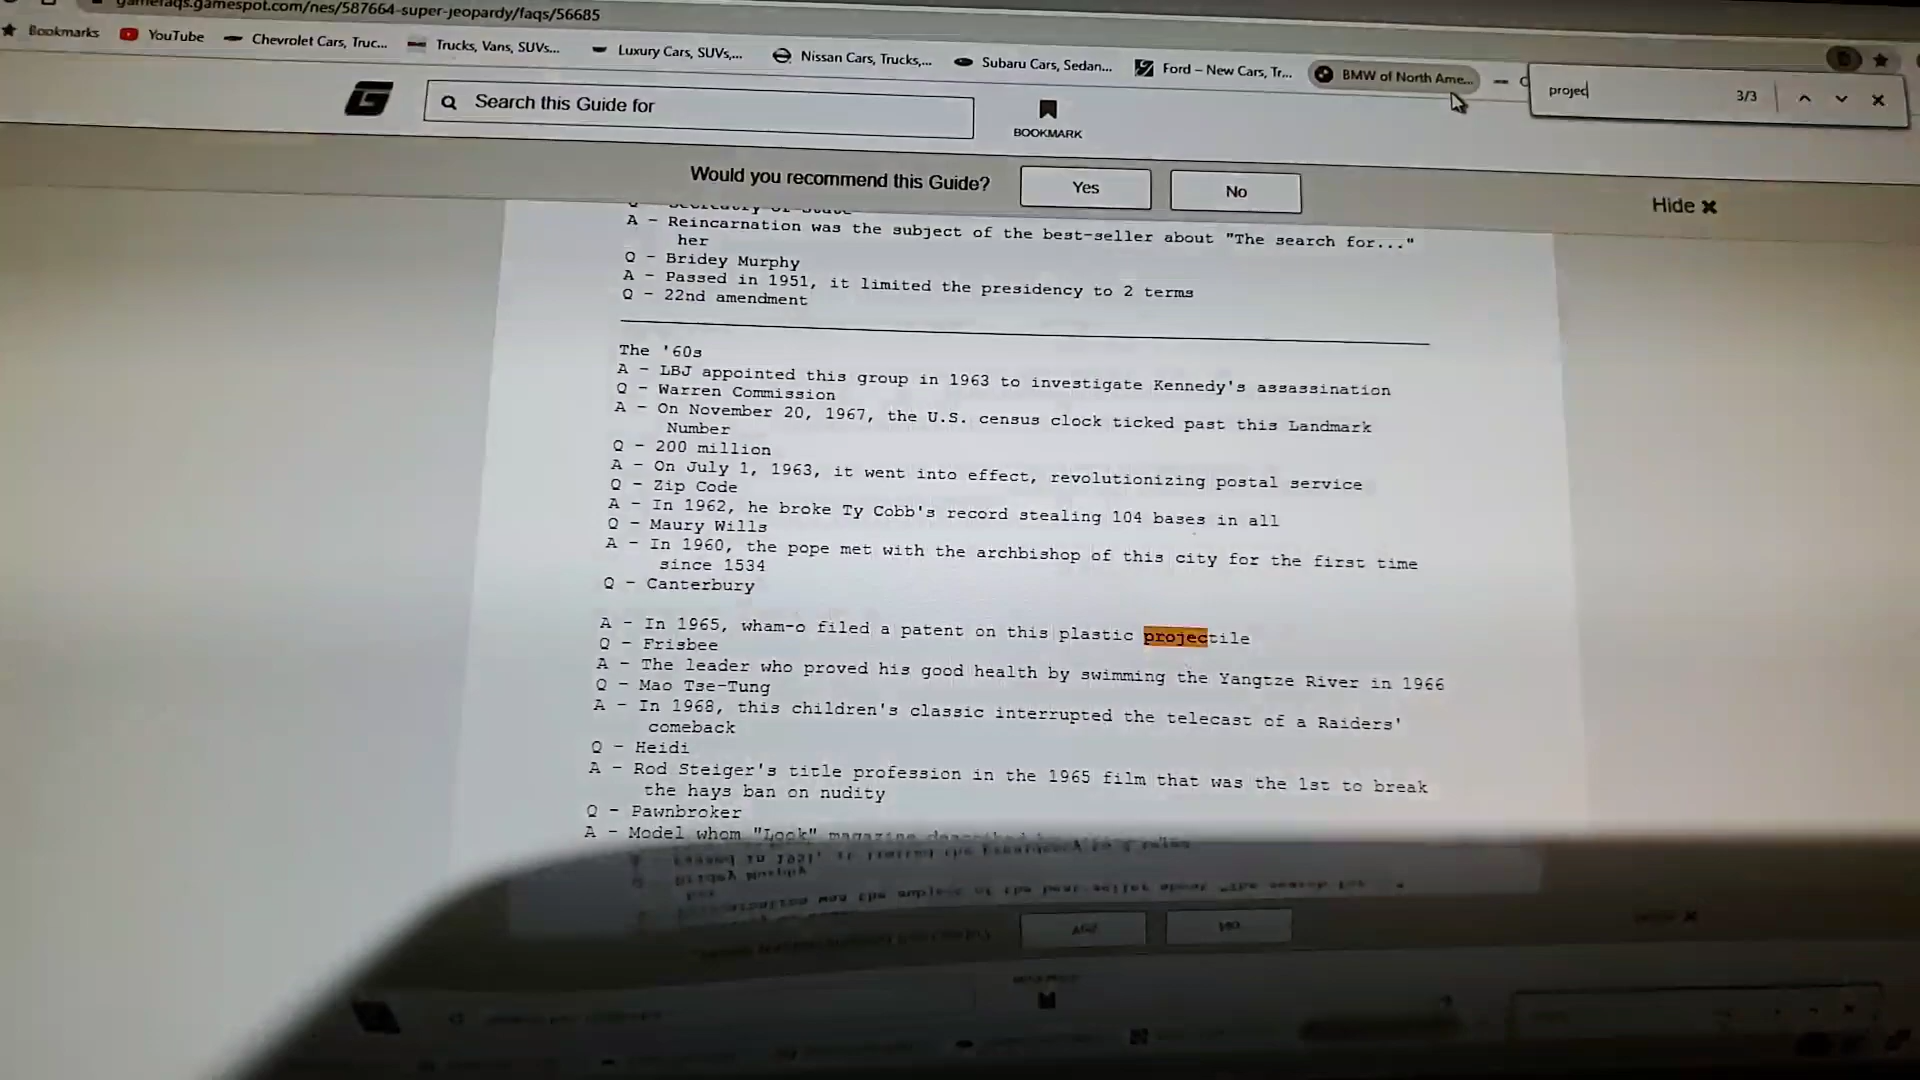 gamefaqs.gamespot.com/nes/587664-super-jeopardy/faqs/56685
Bookmarks YouTube Chevrolet Cars, Truc... Trucks, Vans, SUVs... Luxury Cars, SUVs,... Nissan Cars, Trucks,... Subaru Cars, Sedan... Ford – New Cars, Tr... BMW of North Ame... C
projec 3/3
Search this Guide for
BOOKMARK
Would you recommend this Guide? Yes No
Hide X
Q - Secretary of State
A - Reincarnation was the subject of the best-seller about "The search for..."
her
Q - Bridey Murphy
A - Passed in 1951, it limited the presidency to 2 terms
Q - 22nd amendment
The '60s
A - LBJ appointed this group in 1963 to investigate Kennedy's assassination
Q - Warren Commission
A - On November 20, 1967, the U.S. census clock ticked past this Landmark
Number
Q - 200 million
A - On July 1, 1963, it went into effect, revolutionizing postal service
Q - Zip Code
A - In 1962, he broke Ty Cobb's record stealing 104 bases in all
Q - Maury Wills
A - In 1960, the pope met with the archbishop of this city for the first time
since 1534
Q - Canterbury
A - In 1965, wham-o filed a patent on this plastic projectile
Q - Frisbee
A - The leader who proved his good health by swimming the Yangtze River in 1966
Q - Mao Tse-Tung
A - In 1968, this children's classic interrupted the telecast of a Raiders'
comeback
Q - Heidi
A - Rod Steiger's title profession in the 1965 film that was the 1st to break
the hays ban on nudity
Q - Pawnbroker
A - Model whom "Look" magazine described